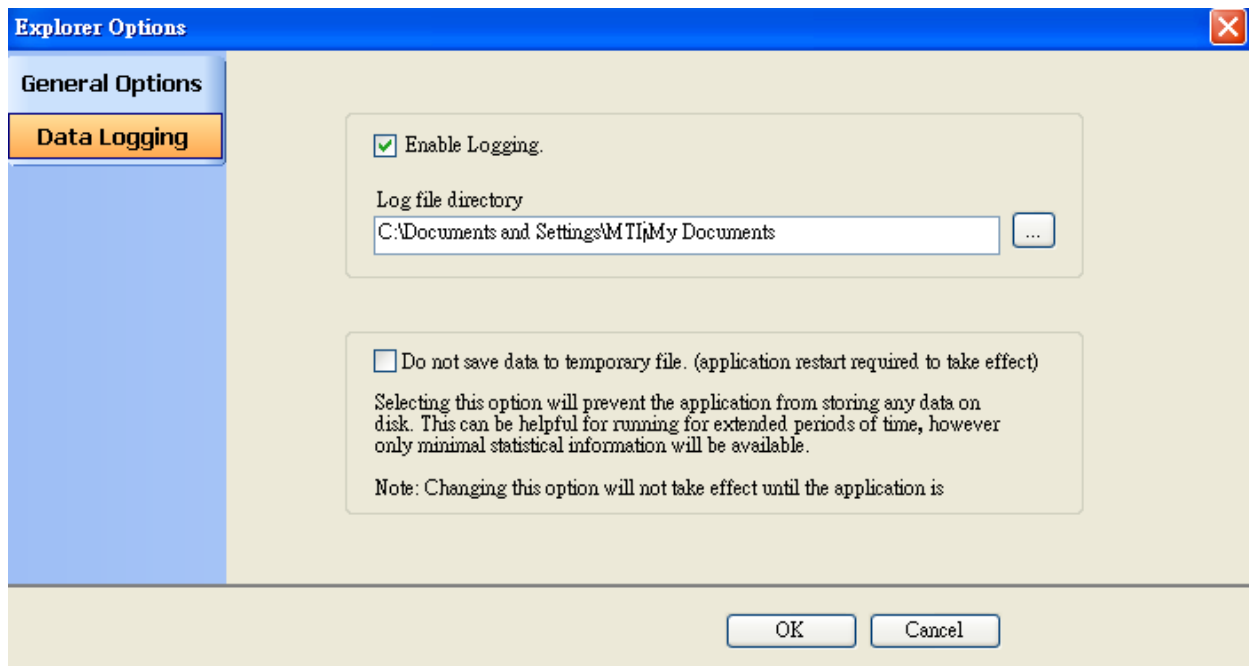 Explorer Options
General Options
Data Logging
Enable Logging.
Log file directory
C:\Documents and Settings\MTI\My Documents
...
Do not save data to temporary file. (application restart required to take effect)
Selecting this option will prevent the application from storing any data on
disk. This can be helpful for running for extended periods of time, however
only minimal statistical information will be available.
Note: Changing this option will not take effect until the application is
OK
Cancel